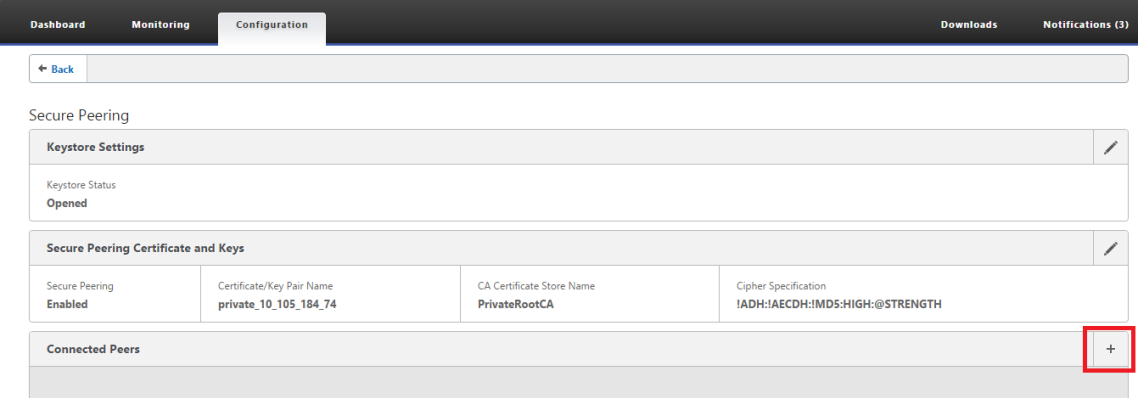 Dashboard Monitoring Configuration Downloads Notifications (3)
Back
Secure Peering
Keystore Settings
Keystore Status
Opened
Secure Peering Certificate and Keys
Secure Peering Certificate/Key Pair Name CA Certificate Store Name Cipher Specification
Enabled private_10_105_184_74 PrivateRootCA !ADH:!AECDH:!MD5:HIGH:@STRENGTH
Connected Peers +